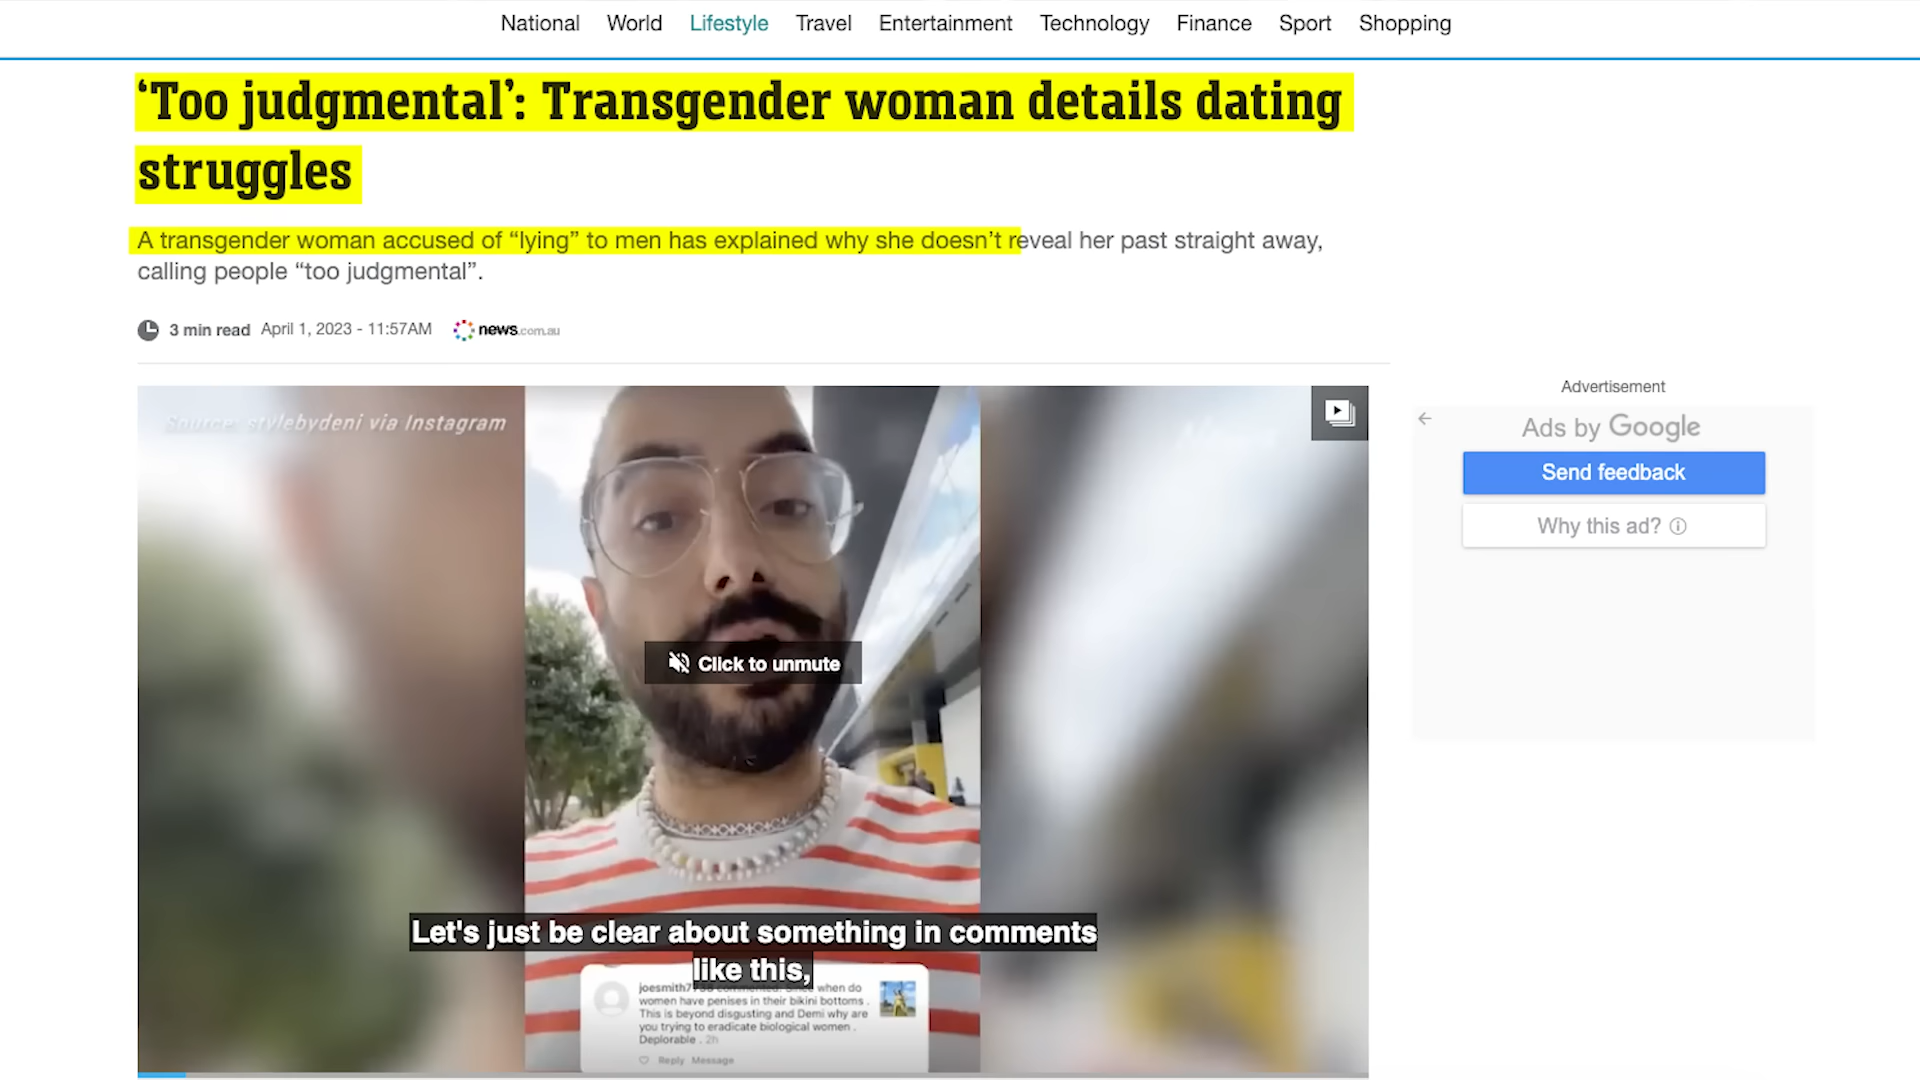 National World Lifestyle Travel Entertainment Technology Finance Sport Shopping
‘Too judgmental’: Transgender woman details dating
struggles
A transgender woman accused of “lying” to men has explained why she doesn’t reveal her past straight away,
calling people “too judgmental”.
3 min read April 1, 2023 - 11:57AM news.com.au
Advertisement
Ads by Google
Send feedback
Why this ad?
Source: stylebydeni via Instagram
Click to unmute
Let's just be clear about something in comments
like this,
when do
women have penises in their bikini bottoms .
This is beyond disgusting and Demi why are
you trying to eradicate biological women .
Deplorable . 2h
Reply Message